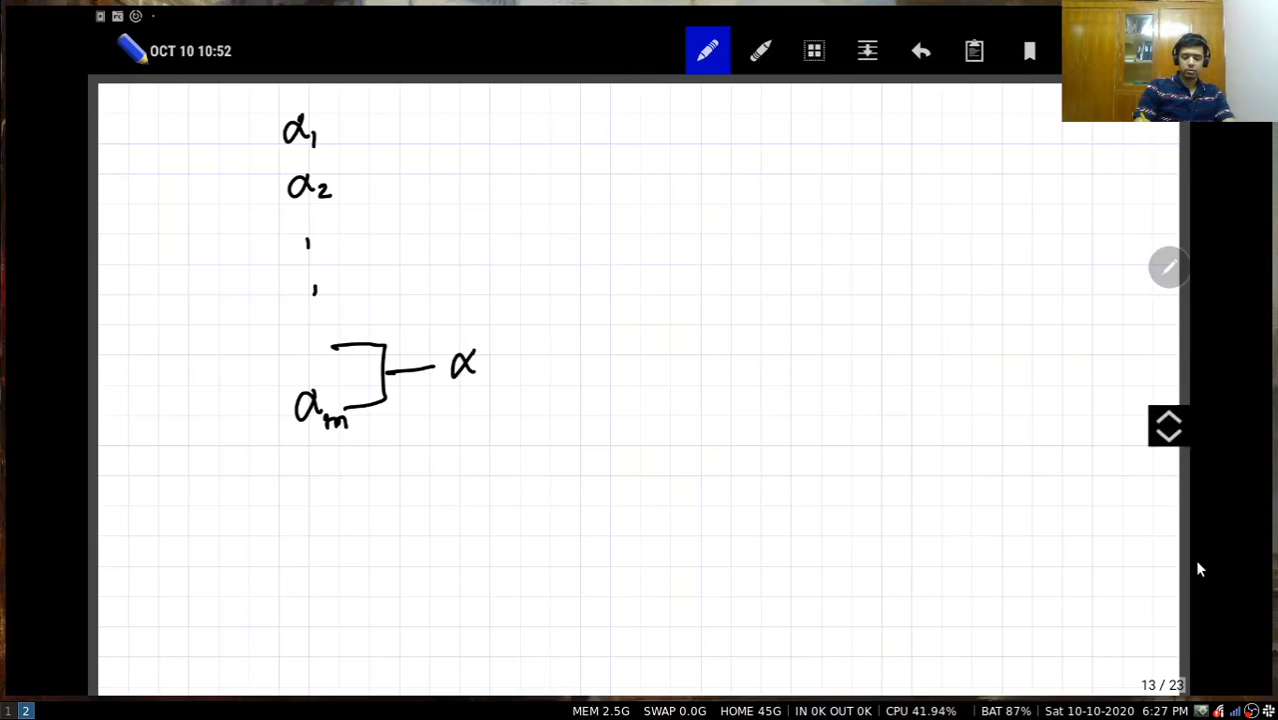 OCT 10 10:52
α1
α2
α
αm
13 / 23
1 2 MEM 2.5G SWAP 0.0G HOME 45G IN 0K OUT 0K CPU 41.94% BAT 87% Sat 10-10-2020 6:27 PM